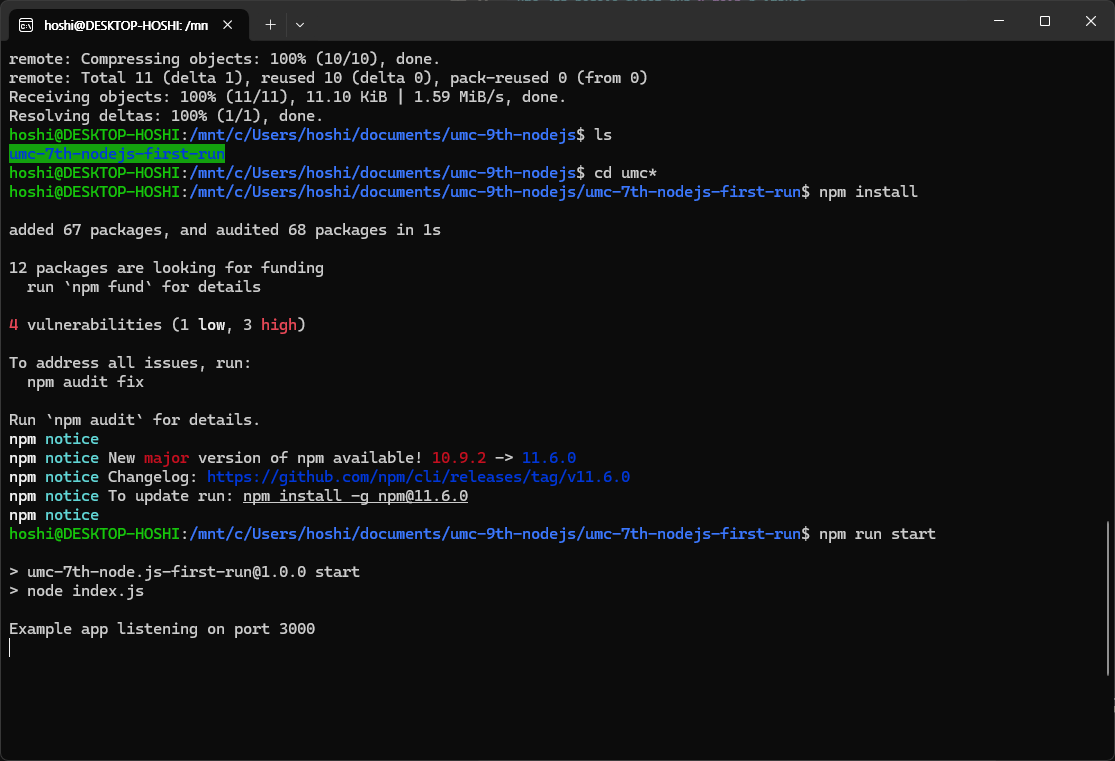 hoshi@DESKTOP-HOSHI: /mn
remote: Compressing objects: 100% (10/10), done.
remote: Total 11 (delta 1), reused 10 (delta 0), pack-reused 0 (from 0)
Receiving objects: 100% (11/11), 11.10 KiB | 1.59 MiB/s, done.
Resolving deltas: 100% (1/1), done.
hoshi@DESKTOP-HOSHI:/mnt/c/Users/hoshi/documents/umc-9th-nodejs$ ls
umc-7th-nodejs-first-run
hoshi@DESKTOP-HOSHI:/mnt/c/Users/hoshi/documents/umc-9th-nodejs$ cd umc*
hoshi@DESKTOP-HOSHI:/mnt/c/Users/hoshi/documents/umc-9th-nodejs/umc-7th-nodejs-first-run$ npm install
added 67 packages, and audited 68 packages in 1s
12 packages are looking for funding
  run `npm fund` for details
4 vulnerabilities (1 low, 3 high)
To address all issues, run:
  npm audit fix
Run `npm audit` for details.
npm notice
npm notice New major version of npm available! 10.9.2 -> 11.6.0
npm notice Changelog: https://github.com/npm/cli/releases/tag/v11.6.0
npm notice To update run: npm install -g npm@11.6.0
npm notice
hoshi@DESKTOP-HOSHI:/mnt/c/Users/hoshi/documents/umc-9th-nodejs/umc-7th-nodejs-first-run$ npm run start
> umc-7th-node.js-first-run@1.0.0 start
> node index.js
Example app listening on port 3000